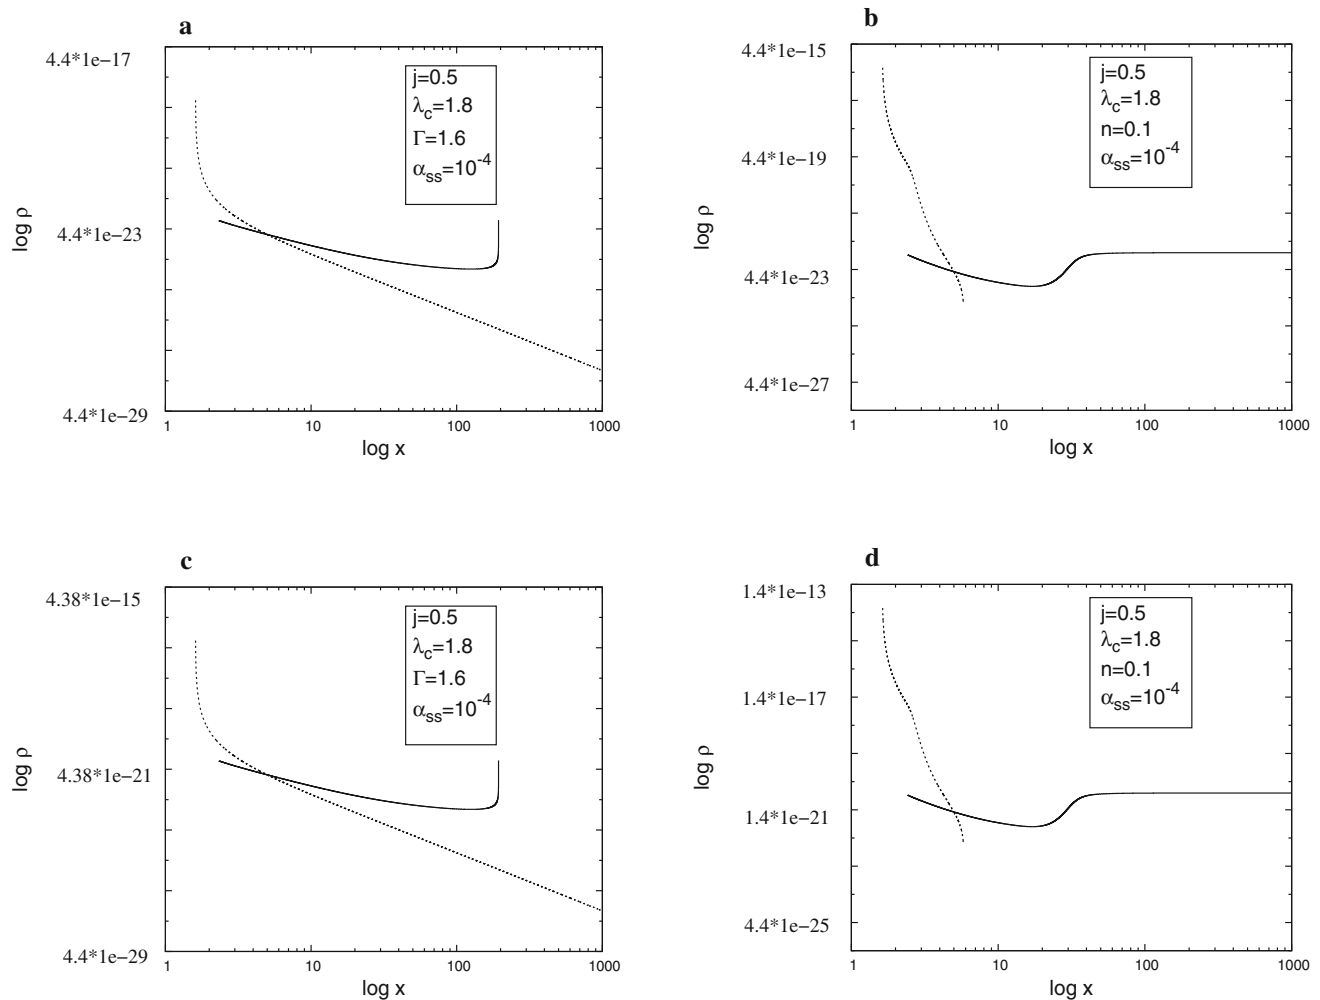 a
4.4*1e−17
4.4*1e−23
4.4*1e−29
log ρ
j=0.5
λc=1.8
Γ=1.6
αss=10-4
1 10 100 1000
log x
b
4.4*1e−15
4.4*1e−19
4.4*1e−23
4.4*1e−27
log ρ
j=0.5
λc=1.8
n=0.1
αss=10-4
1 10 100 1000
log x
c
4.38*1e−15
4.38*1e−21
4.4*1e−29
log ρ
j=0.5
λc=1.8
Γ=1.6
αss=10-4
1 10 100 1000
log x
d
1.4*1e−13
1.4*1e−17
1.4*1e−21
4.4*1e−25
log ρ
j=0.5
λc=1.8
n=0.1
αss=10-4
1 10 100 1000
log x